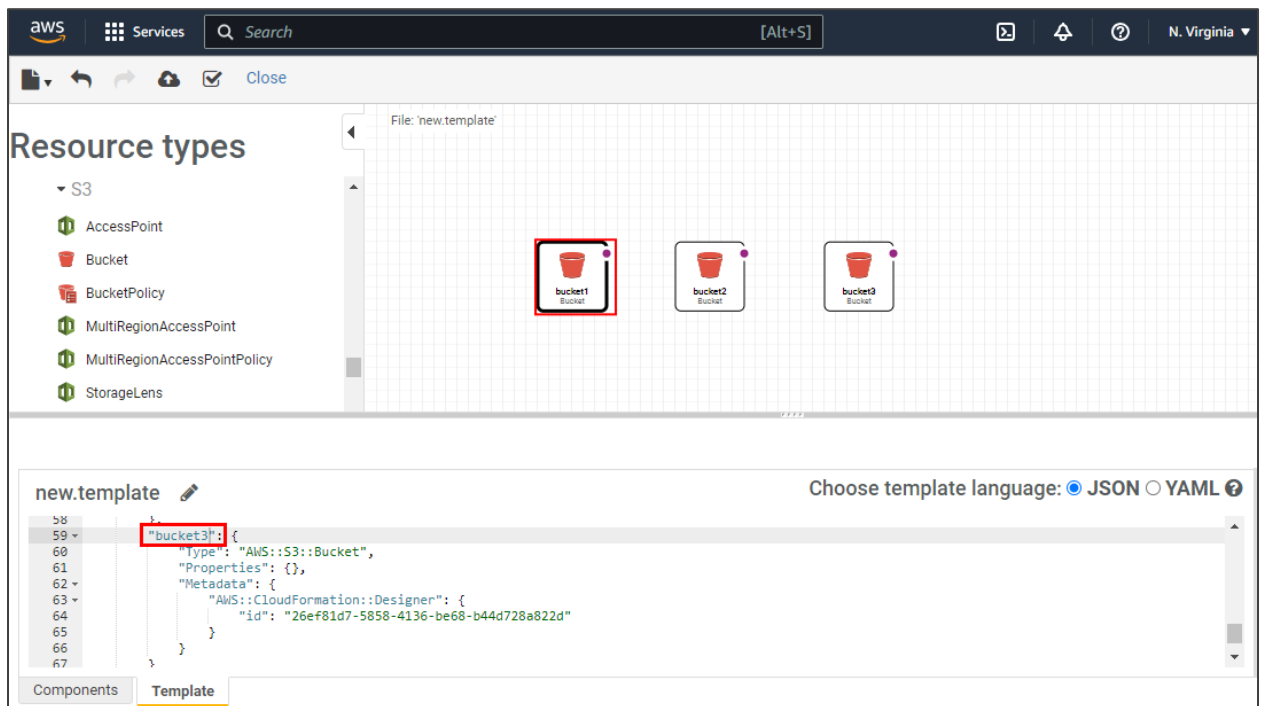 aws
Services
Search
[Alt+S]
N. Virginia
Close
Resource types
S3
AccessPoint
Bucket
BucketPolicy
MultiRegionAccessPoint
MultiRegionAccessPointPolicy
StorageLens
File: 'new.template'
bucket1
Bucket
bucket2
Bucket
bucket3
Bucket
new.template
Choose template language: JSON YAML
58 },
59 "bucket3": {
60 "Type": "AWS::S3::Bucket",
61 "Properties": {},
62 "Metadata": {
63 "AWS::CloudFormation::Designer": {
64 "id": "26ef81d7-5858-4136-be68-b44d728a822d"
65 }
66 }
67 }
Components Template